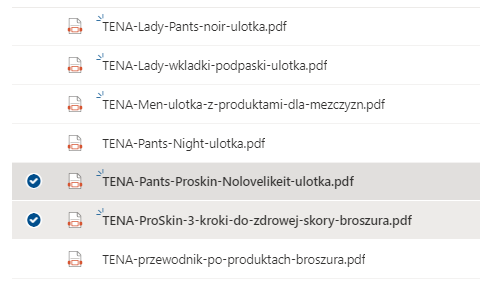 TENA-Lady-Pants-noir-ulotka.pdf
TENA-Lady-wkladki-podpaski-ulotka.pdf
TENA-Men-ulotka-z-produktami-dla-mezczyzn.pdf
TENA-Pants-Night-ulotka.pdf
TENA-Pants-Proskin-Nolovelikeit-ulotka.pdf
TENA-ProSkin-3-kroki-do-zdrowej-skory-broszura.pdf
TENA-przewodnik-po-produktach-broszura.pdf